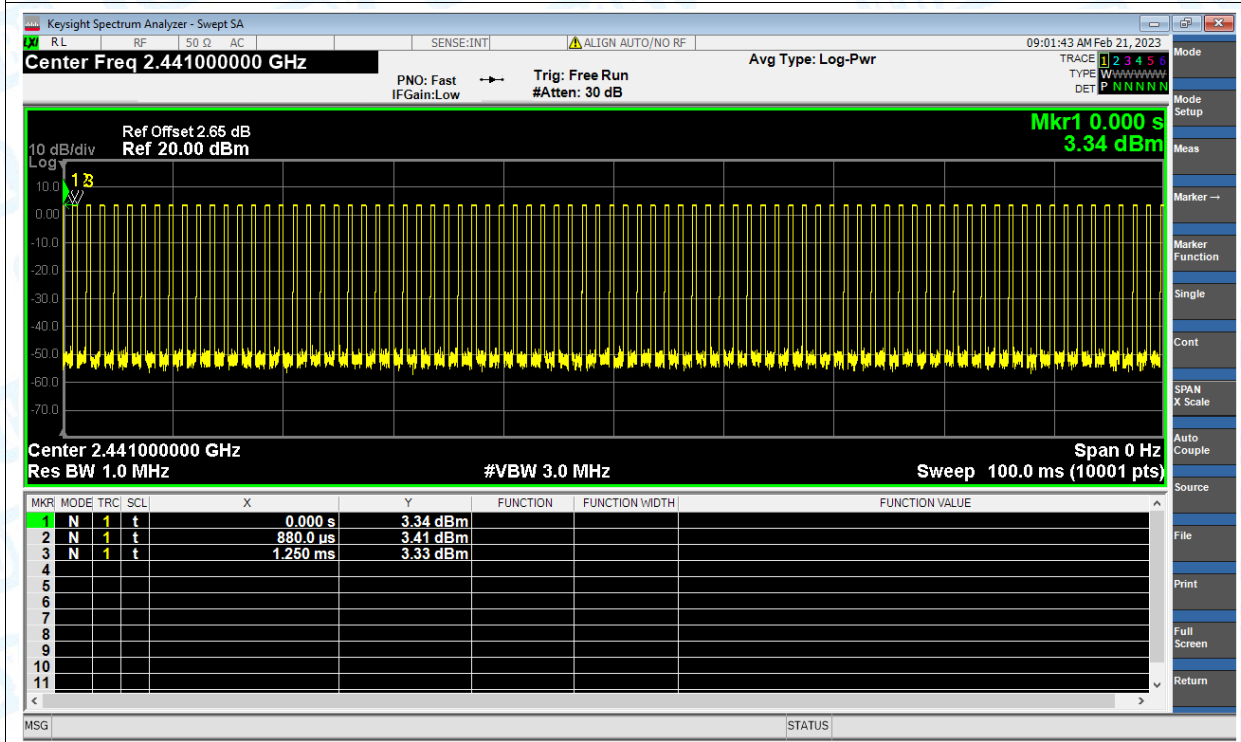 Keysight Spectrum Analyzer - Swept SA
LXI RL RF 50 Ω AC SENSE:INT ALIGN AUTO/NO RF 09:01:43 AM Feb 21, 2023
Center Freq 2.441000000 GHz
PNO: Fast
IFGain:Low
Trig: Free Run
#Atten: 30 dB
Avg Type: Log-Pwr
TRACE 1 2 3 4 5 6
TYPE WWWWWW
DET P N N N N N
Ref Offset 2.65 dB
10 dB/div Ref 20.00 dBm
Log
Mkr1 0.000 s
3.34 dBm
1 2 3
10.0
0.00
-10.0
-20.0
-30.0
-40.0
-50.0
-60.0
-70.0
Center 2.441000000 GHz Span 0 Hz
Res BW 1.0 MHz #VBW 3.0 MHz Sweep 100.0 ms (10001 pts)
MKR MODE TRC SCL X Y FUNCTION FUNCTION WIDTH FUNCTION VALUE
1 N 1 t 0.000 s 3.34 dBm
2 N 1 t 880.0 µs 3.41 dBm
3 N 1 t 1.250 ms 3.33 dBm
4
5
6
7
8
9
10
11
MSG STATUS
Mode
Mode
Setup
Meas
Marker→
Marker
Function
Single
Cont
SPAN
X Scale
Auto
Couple
Source
File
Print
Full
Screen
Return